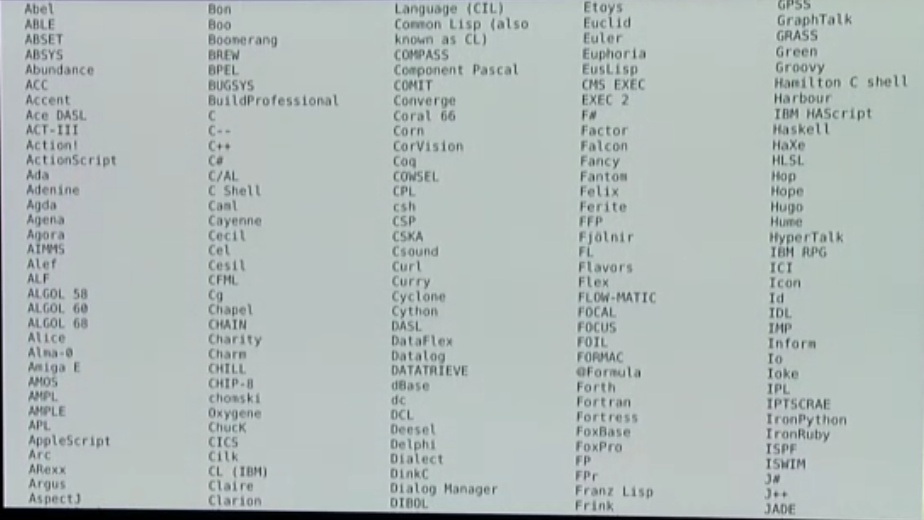 Abel
ABLE
ABSET
ABSYS
Abundance
ACC
Accent
Ace DASL
ACT-III
Action!
ActionScript
Ada
Adenine
Agda
Agena
Agora
AIMMS
Alef
ALF
ALGOL 58
ALGOL 60
ALGOL 68
Alice
Alma-0
Amiga E
AMOS
AMPL
AMPLE
APL
AppleScript
Arc
ARexx
Argus
AspectJ
Bon
Boo
Boomerang
BREW
BPEL
BUGSYS
BuildProfessional
C
C--
C++
C#
C/AL
C Shell
Caml
Cayenne
Cecil
Cel
Cesil
CFML
Cg
Chapel
CHAIN
Charity
Charm
CHILL
CHIP-8
chomski
Oxygene
ChucK
CICS
Cilk
CL (IBM)
Claire
Clarion
Language (CIL)
Common Lisp (also
known as CL)
COMPASS
Component Pascal
COMIT
Converge
Coral 66
Corn
CorVision
Coq
COWSEL
CPL
csh
CSP
CSKA
Csound
Curl
Curry
Cyclone
Cython
DASL
DataFlex
Datalog
DATATRIEVE
dBase
dc
DCL
Deesel
Delphi
Dialect
DinkC
Dialog Manager
DIBOL
Etoys
Euclid
Euler
Euphoria
EusLisp
CMS EXEC
EXEC 2
F#
Factor
Falcon
Fancy
Fantom
Felix
Ferite
FFP
Fjölnir
FL
Flavors
Flex
FLOW-MATIC
FOCAL
FOCUS
FOIL
FORMAC
@Formula
Forth
Fortran
Fortress
FoxBase
FoxPro
FP
FPr
Franz Lisp
Frink
GPSS
GraphTalk
GRASS
Green
Groovy
Hamilton C shell
Harbour
IBM HAScript
Haskell
HaXe
HLSL
Hop
Hope
Hugo
Hume
HyperTalk
IBM RPG
ICI
Icon
Id
IDL
IMP
Inform
Io
Ioke
IPL
IPTSCRAE
IronPython
IronRuby
ISPF
ISWIM
J#
J++
JADE